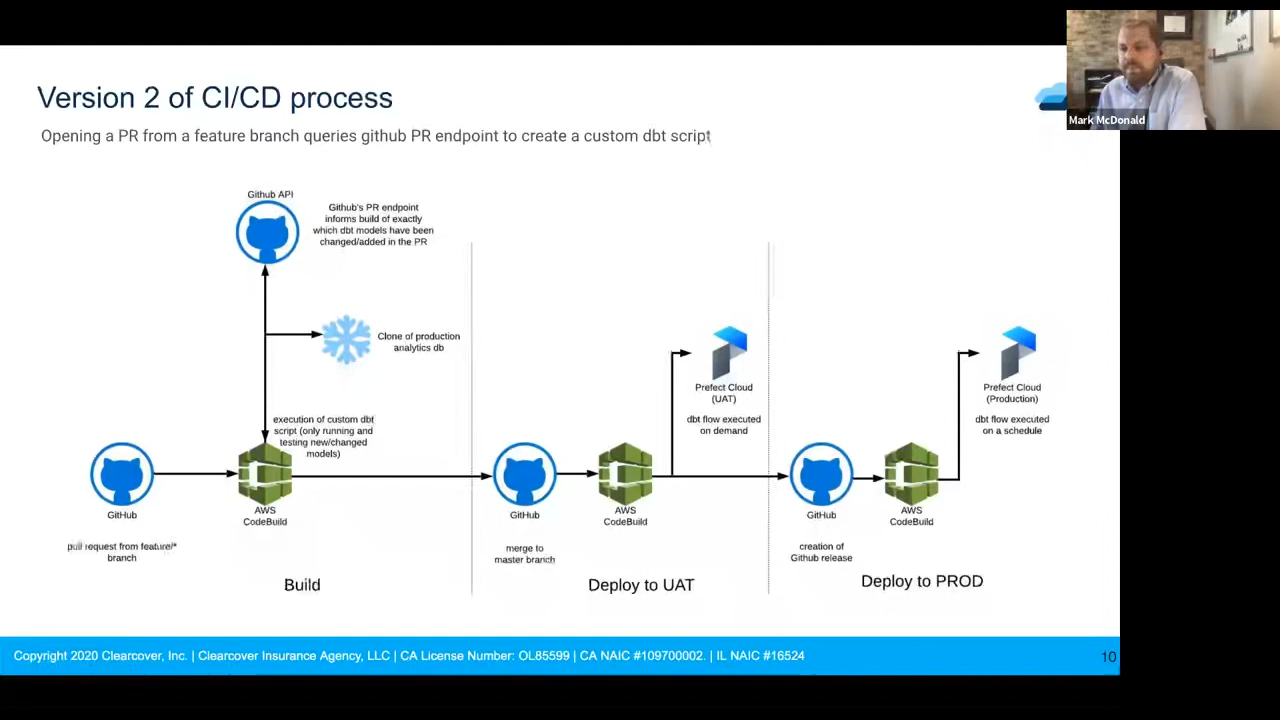 Version 2 of CI/CD process
Opening a PR from a feature branch queries github PR endpoint to create a custom dbt script
Mark McDonald
Github API
Github's PR endpoint
informs build of exactly
which dbt models have been
changed/added in the PR
Clone of production
analytics db
execution of custom dbt
script (only running and
testing new/changed
models)
GitHub
pull request from feature/*
branch
AWS
CodeBuild
Build
GitHub
merge to
master branch
AWS
CodeBuild
Prefect Cloud
(UAT)
dbt flow executed
on demand
Deploy to UAT
GitHub
creation of
Github release
AWS
CodeBuild
Prefect Cloud
(Production)
dbt flow executed
on a schedule
Deploy to PROD
Copyright 2020 Clearcover, Inc. | Clearcover Insurance Agency, LLC | CA License Number: OL85599 | CA NAIC #109700002. | IL NAIC #16524
10